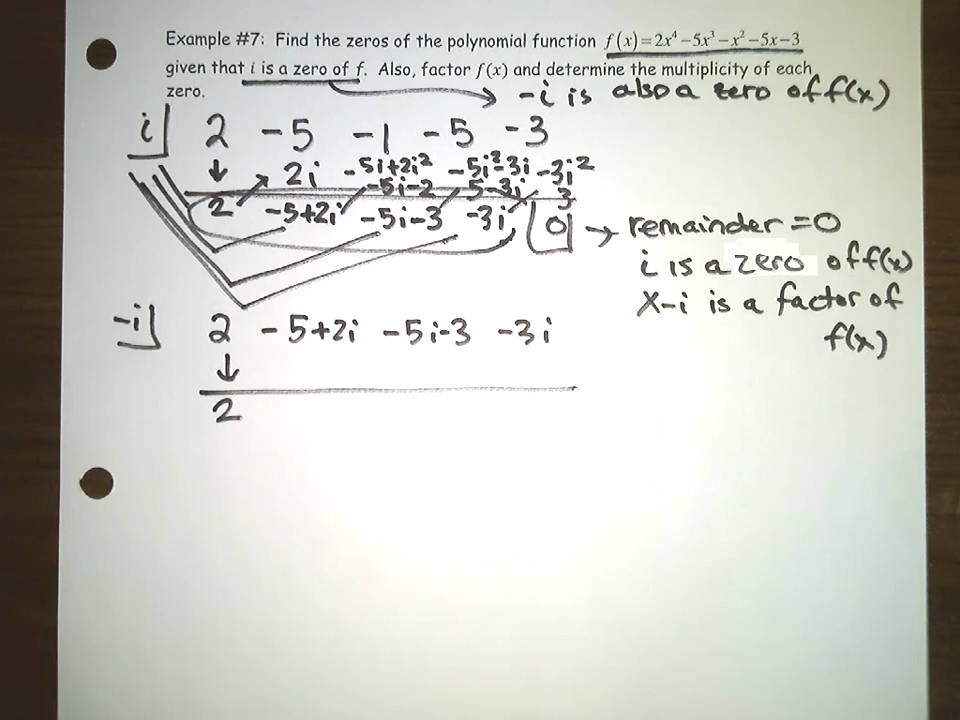 Example #7: Find the zeros of the polynomial function f(x)=2x⁴-5x³-x²-5x-3
given that i is a zero of f. Also, factor f(x) and determine the multiplicity of each
zero.
-i is also a zero of f(x)
i| 2 -5 -1 -5 -3
↓ 2i -5i+2i² -5i²-3i -3i²
-5i-2 5-3i 3
2 -5+2i -5i-3 -3i 0 → remainder=0
i is a zero of f(x)
x-i is a factor of
f(x)
-i| 2 -5+2i -5i-3 -3i
↓
2